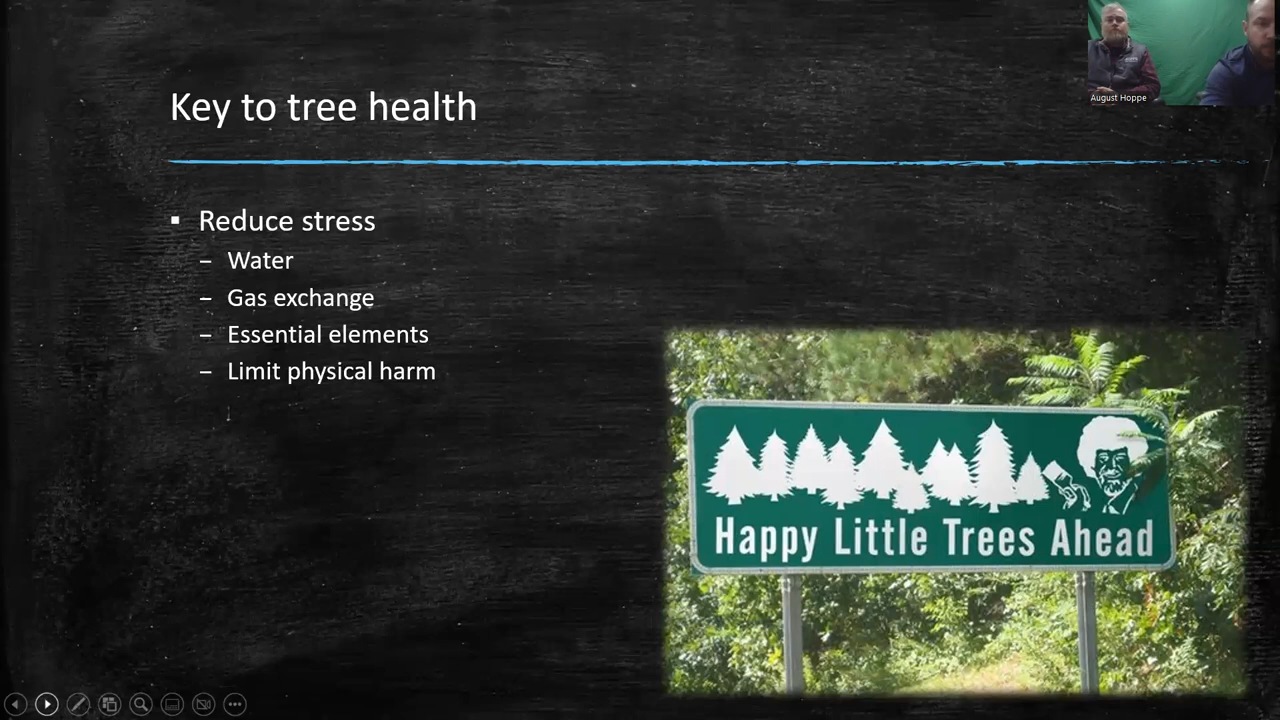 August Hoppe
Key to tree health
▪ Reduce stress
– Water
– Gas exchange
– Essential elements
– Limit physical harm
Happy Little Trees Ahead